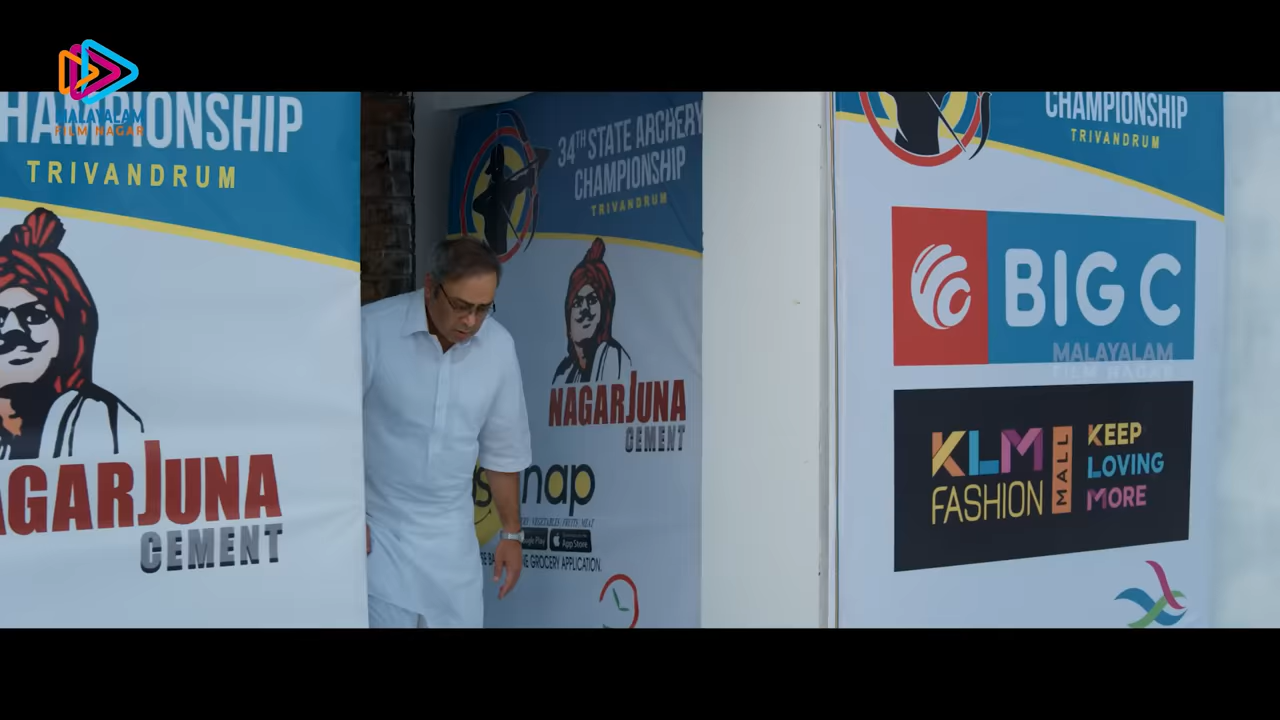 MALAYALAM
FILM NAGAR
HAMPIONSHIP
TRIVANDRUM
AGARJUNA
CEMENT
34TH STATE ARCHERY
CHAMPIONSHIP
TRIVANDRUM
NAGARJUNA
CEMENT
nap
App Store
GROCERY APPLICATION.
CHAMPIONSHIP
TRIVANDRUM
BIG C
MALAYALAM
FILM NAGAR
KLM
FASHION
MALL
KEEP
LOVING
MORE